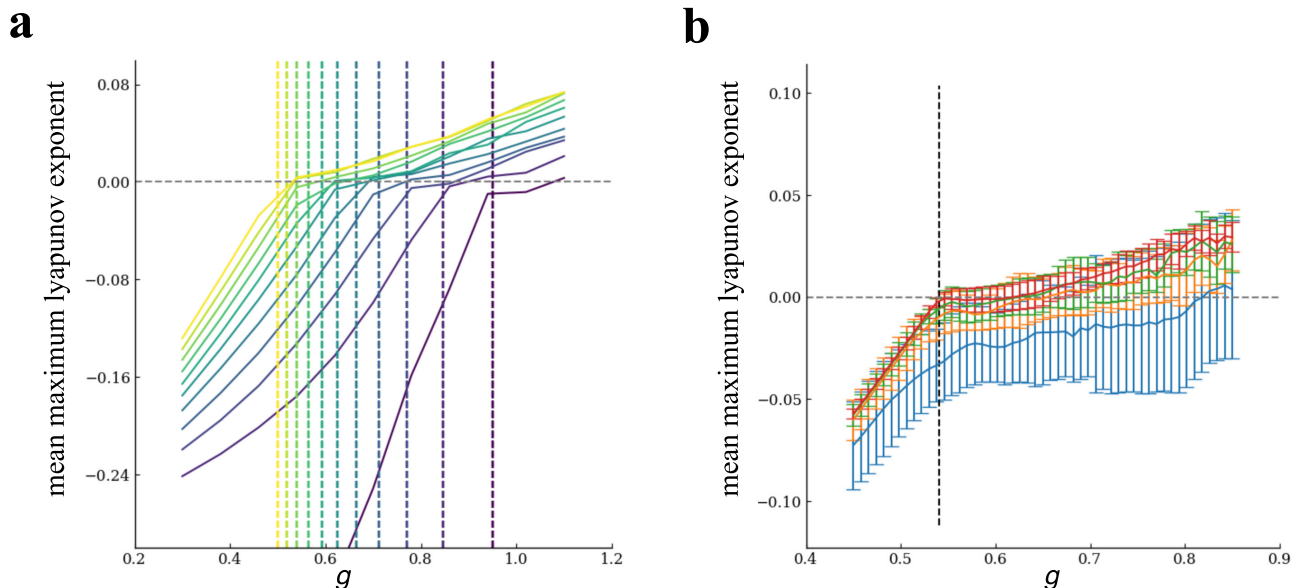 a
mean maximum lyapunov exponent
0.08
0.00
−0.08
−0.16
−0.24
0.2 0.4 0.6 0.8 1.0 1.2
g
b
mean maximum lyapunov exponent
0.10
0.05
0.00
−0.05
−0.10
0.4 0.5 0.6 0.7 0.8 0.9
g